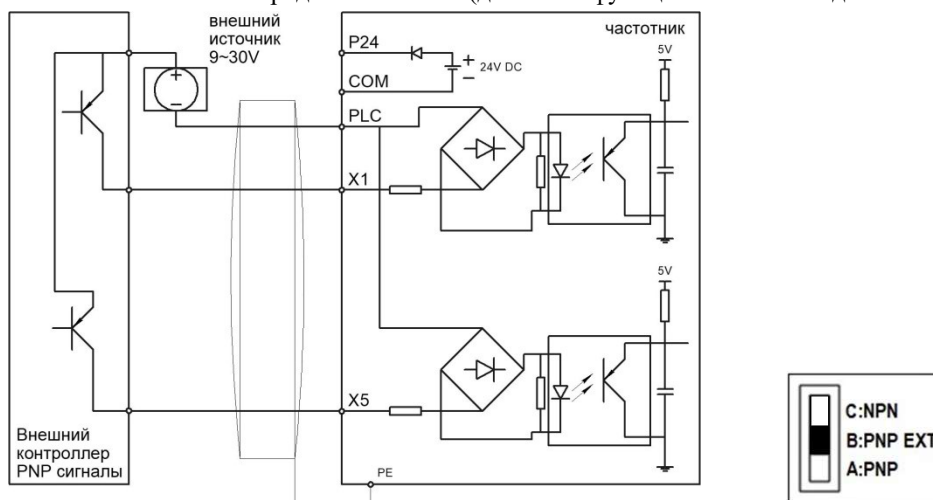 внешний
источник
9~30V
частотник
P24
24V DC
COM
PLC
5V
X1
5V
X5
PE
Внешний
контроллер
PNP сигналы
C:NPN
B:PNP EXT
A:PNP